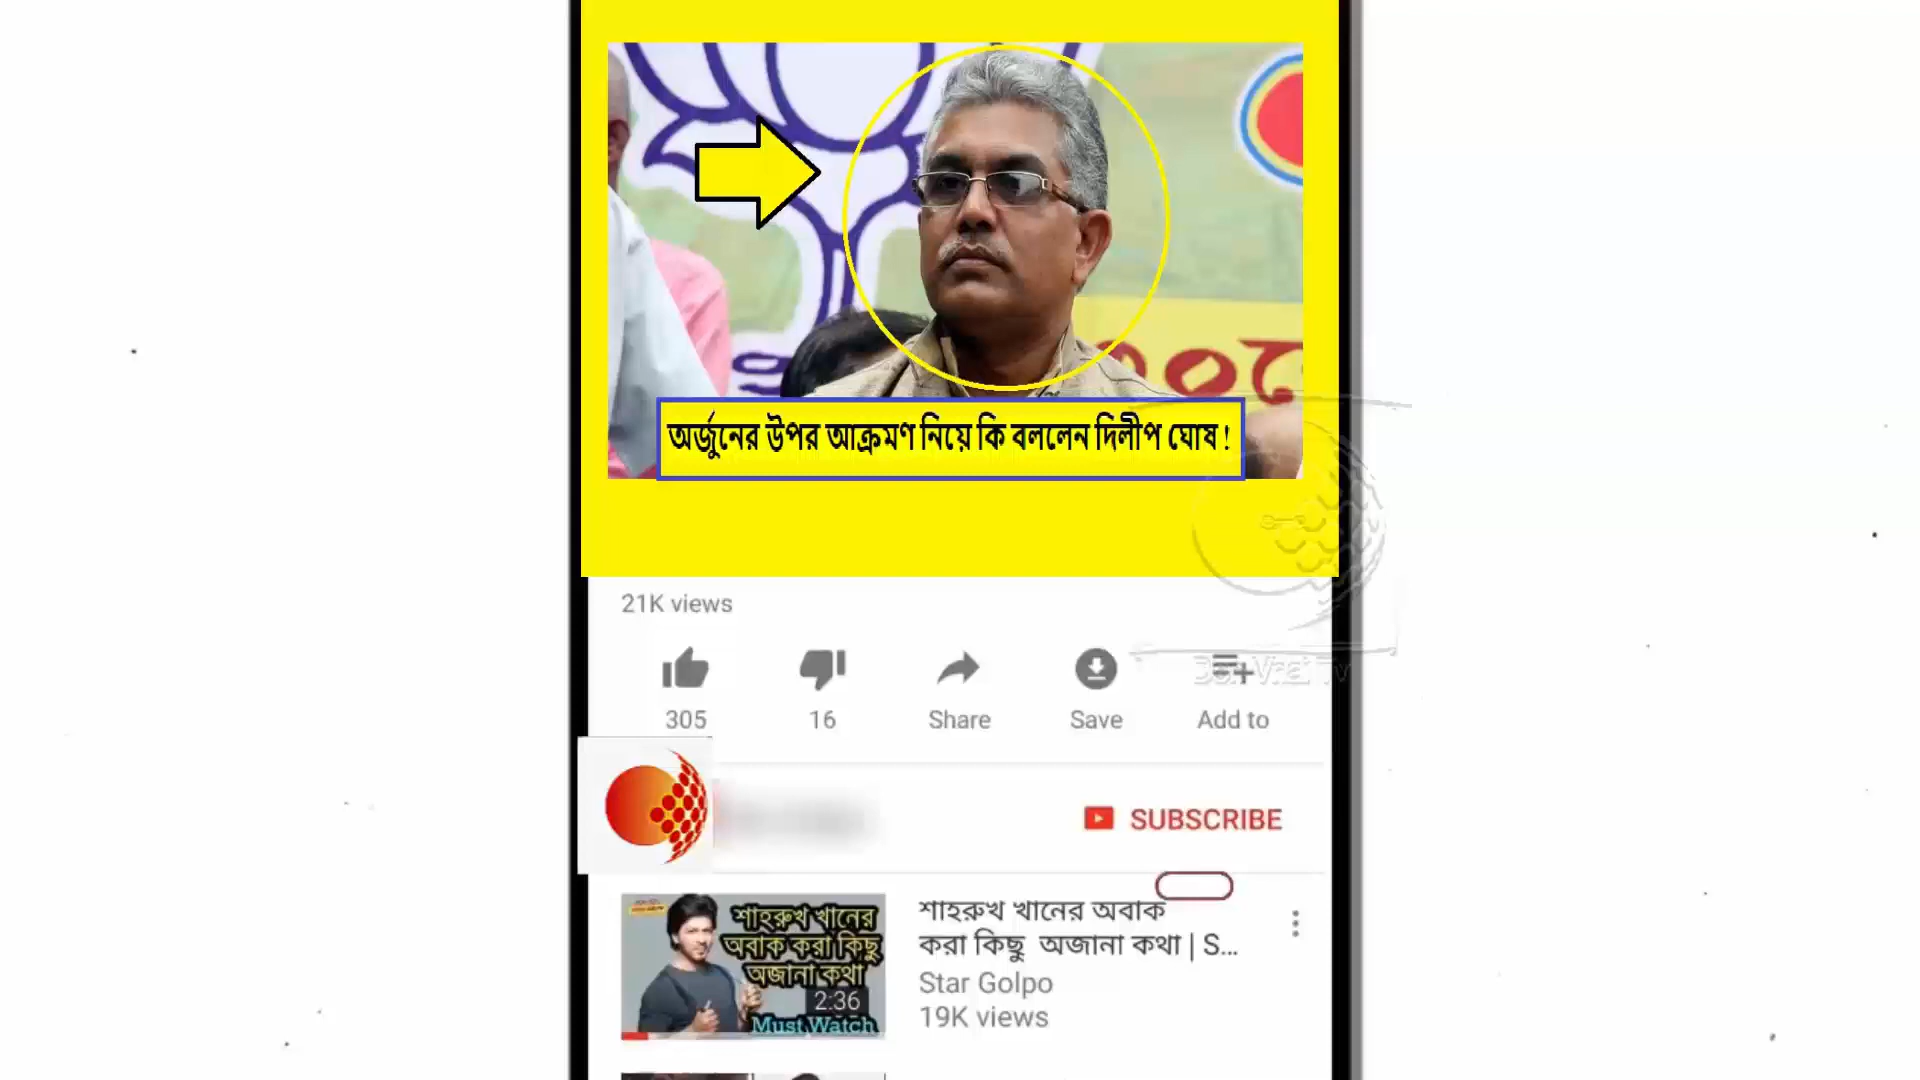 অর্জুনের উপর আক্রমণ নিয়ে কি বললেন দিলীপ ঘোষ!
21K views
305
16
Share
Save
Add to
SUBSCRIBE
শাহরুখ খানের
অবাক করা কিছু
অজানা কথা
2:36
Must Watch
শাহরুখ খানের অবাক
করা কিছু অজানা কথা | S...
Star Golpo
19K views